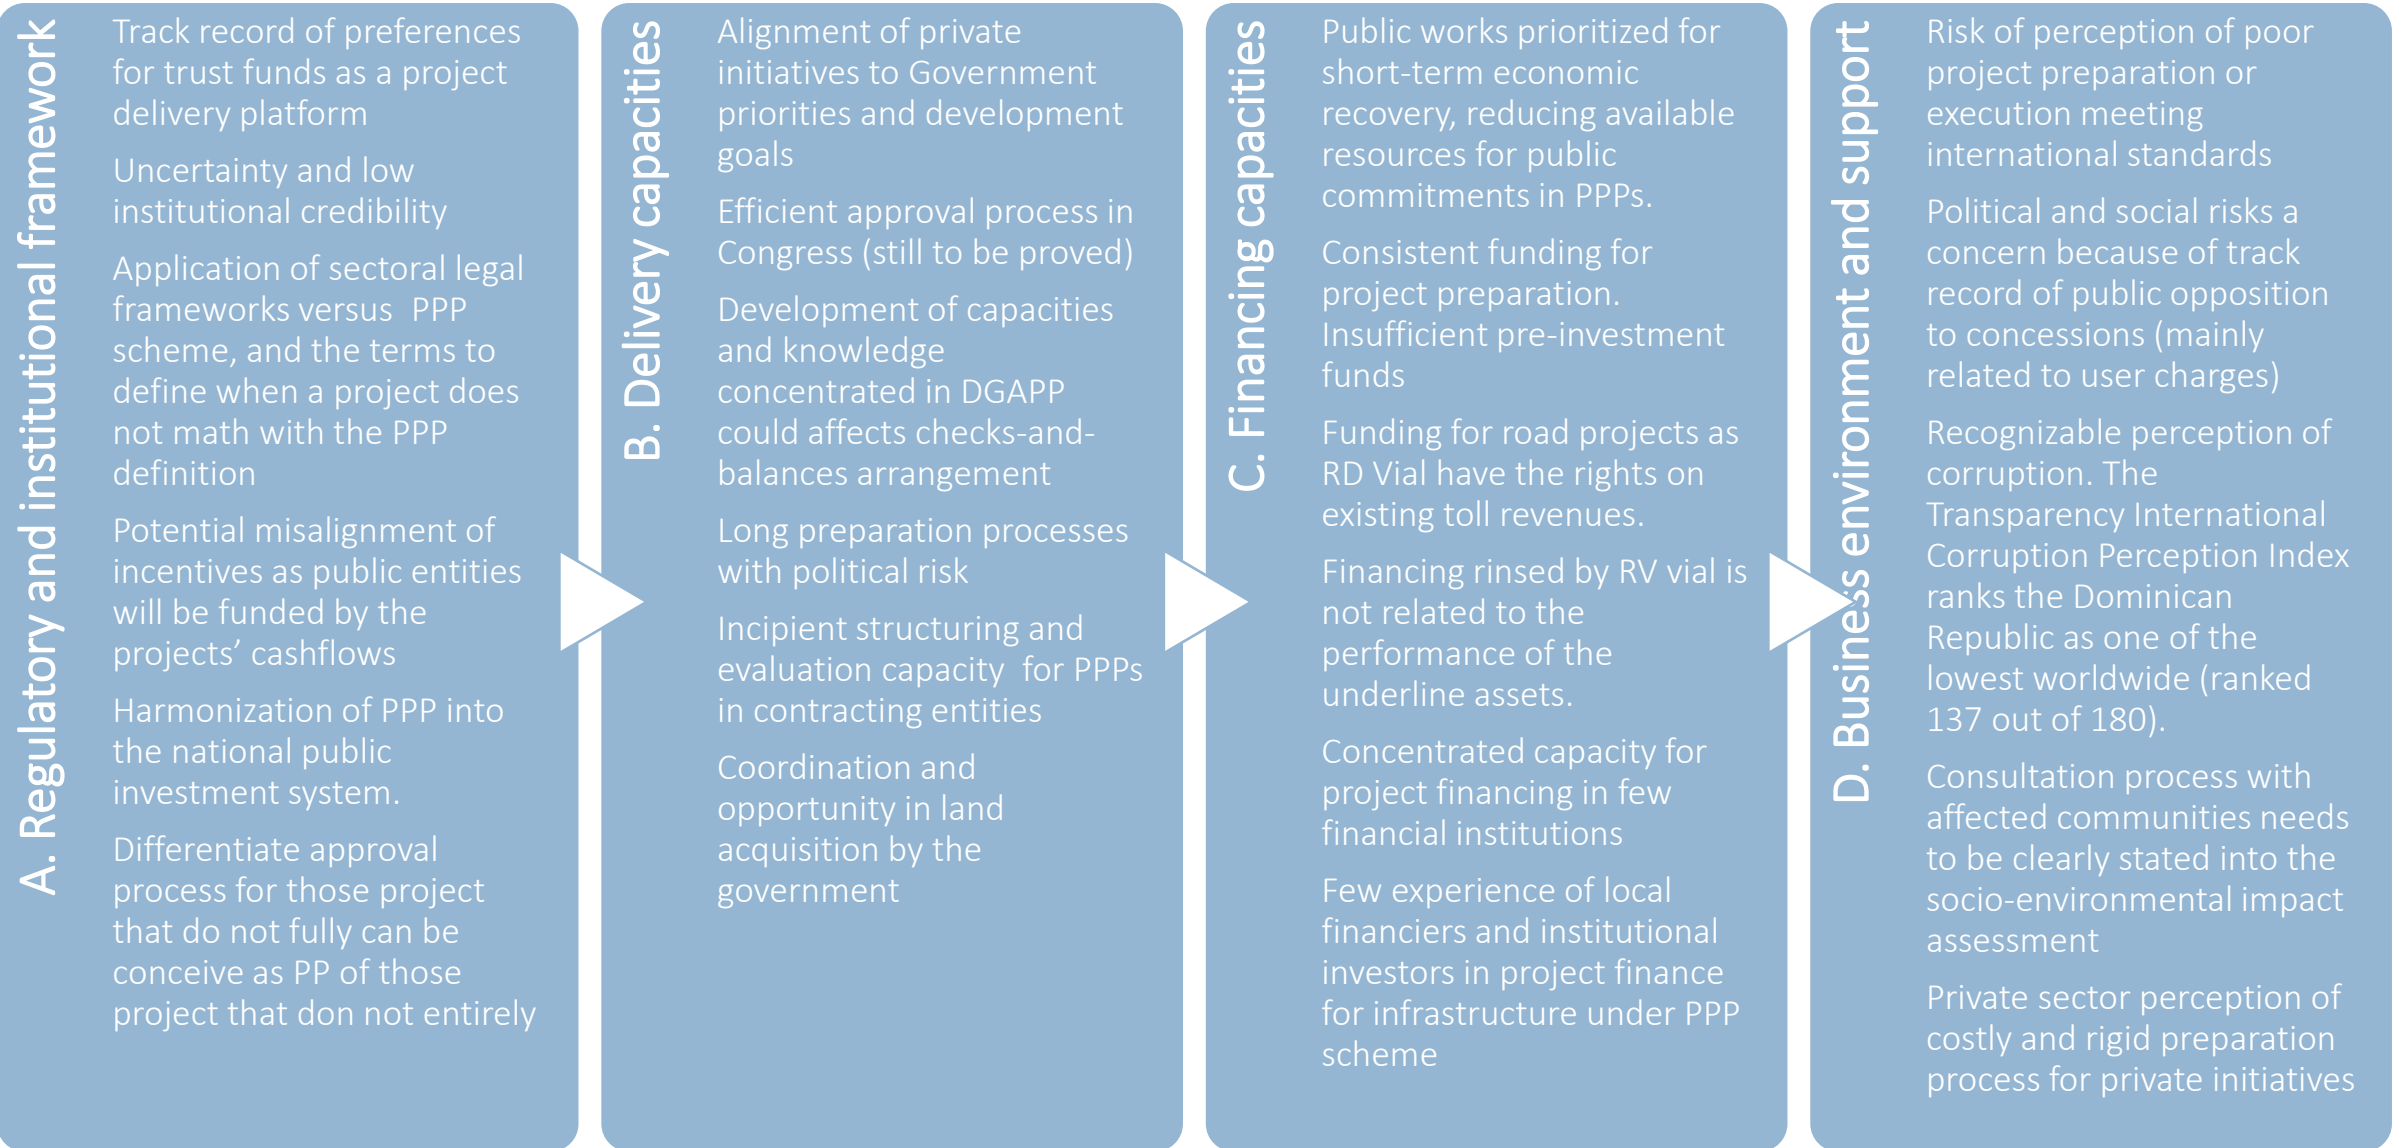 A. Regulatory and institutional framework
Track record of preferences
for trust funds as a project
delivery platform
Uncertainty and low
institutional credibility
Application of sectoral legal
frameworks versus  PPP
scheme, and the terms to
define when a project does
not math with the PPP
definition
Potential misalignment of
incentives as public entities
will be funded by the
projects’ cashflows
Harmonization of PPP into
the national public
investment system.
Differentiate approval
process for those project
that do not fully can be
conceive as PP of those
project that don not entirely
B. Delivery capacities
Alignment of private
initiatives to Government
priorities and development
goals
Efficient approval process in
Congress (still to be proved)
Development of capacities
and knowledge
concentrated in DGAPP
could affects checks-and-
balances arrangement
Long preparation processes
with political risk
Incipient structuring and
evaluation capacity  for PPPs
in contracting entities
Coordination and
opportunity in land
acquisition by the
government
C. Financing capacities
Public works prioritized for
short-term economic
recovery, reducing available
resources for public
commitments in PPPs.
Consistent funding for
project preparation.
Insufficient pre-investment
funds
Funding for road projects as
RD Vial have the rights on
existing toll revenues.
Financing rinsed by RV vial is
not related to the
performance of the
underline assets.
Concentrated capacity for
project financing in few
financial institutions
Few experience of local
financiers and institutional
investors in project finance
for infrastructure under PPP
scheme
D. Business environment and support
Risk of perception of poor
project preparation or
execution meeting
international standards
Political and social risks a
concern because of track
record of public opposition
to concessions (mainly
related to user charges)
Recognizable perception of
corruption. The
Transparency International
Corruption Perception Index
ranks the Dominican
Republic as one of the
lowest worldwide (ranked
137 out of 180).
Consultation process with
affected communities needs
to be clearly stated into the
socio-environmental impact
assessment
Private sector perception of
costly and rigid preparation
process for private initiatives